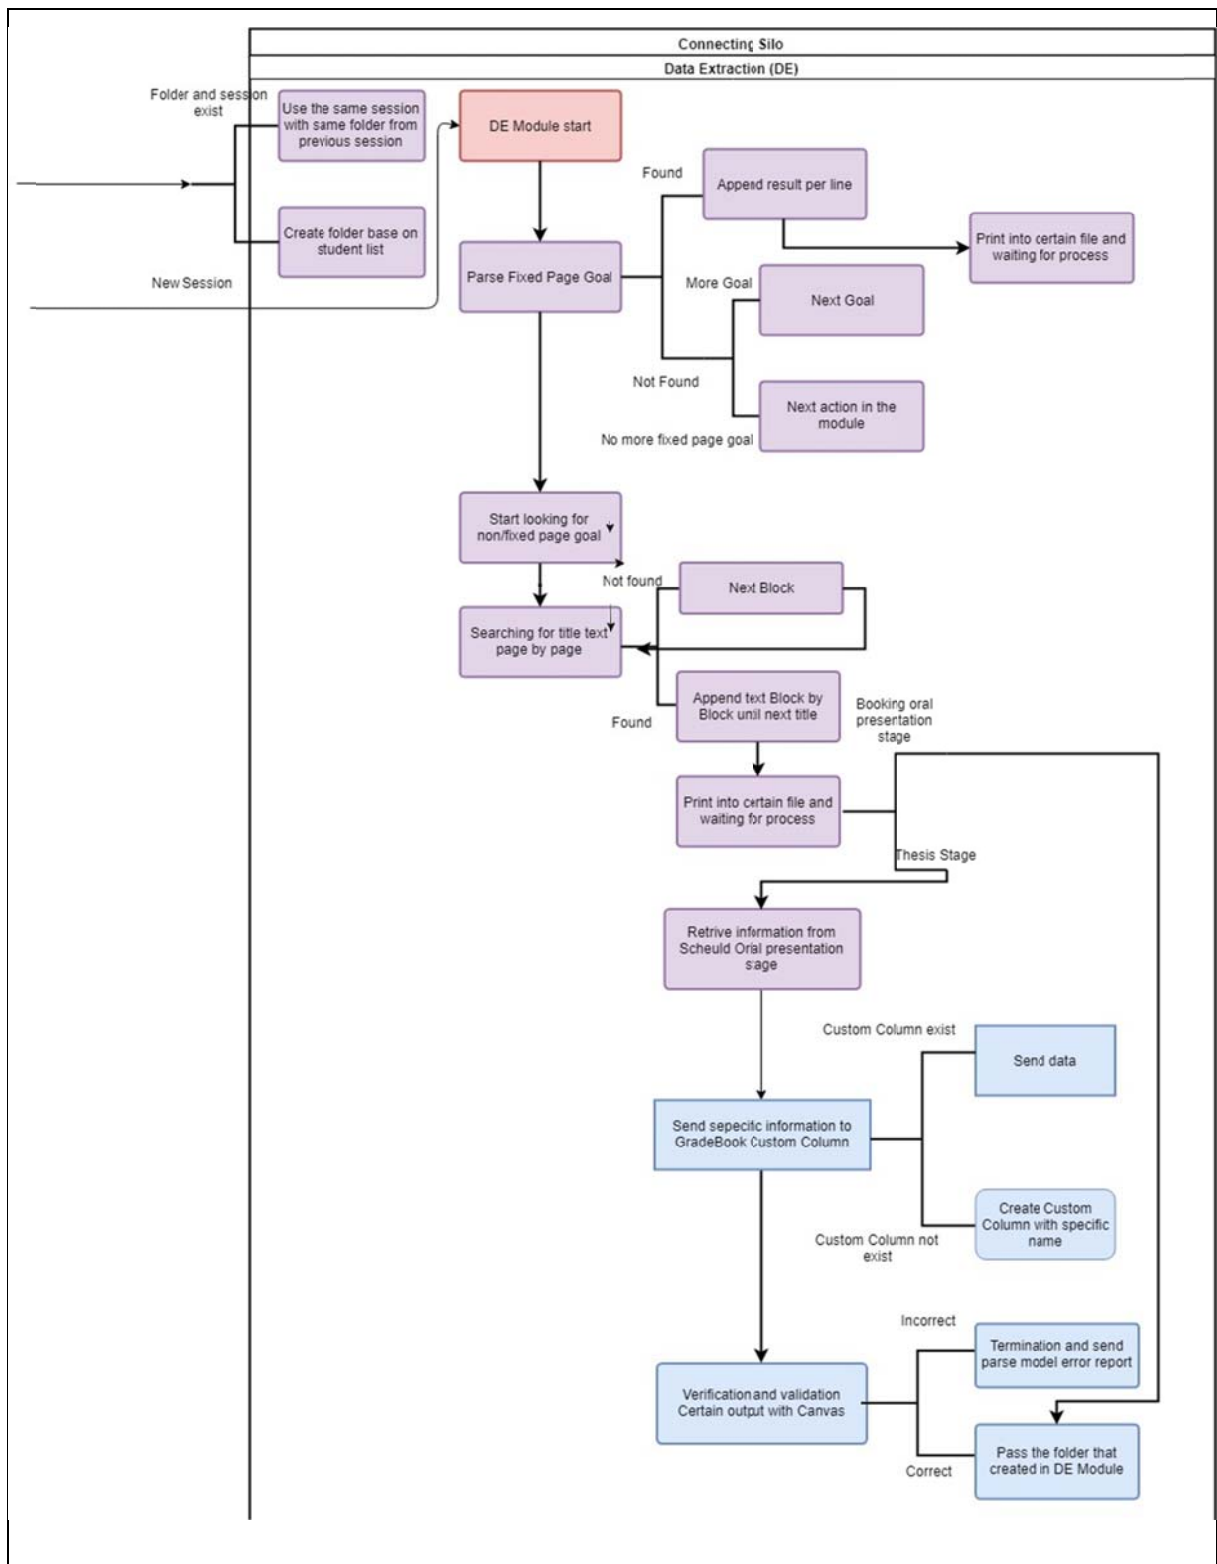 Connecting Silo
Data Extraction (DE)
Folder and session
exist
Use the same session
with same folder from
previous session
DE Module start
Found
Append result per line
Create folder base on
student list
Print into certain file and
waiting for process
New Session
Parse Fixed Page Goal
More Goal
Next Goal
Not Found
Next action in the
module
No more fixed page goal
Start looking for
non/fixed page goal
Not found
Next Block
Searching for title text
page by page
Append text Block by
Block until next title
Found
Booking oral
presentation
stage
Print into certain file and
waiting for process
Thesis Stage
Retrive information from
Scheuld Oral presentation
stage
Custom Column exist
Send data
Send sepecific information to
GradeBook Custom Column
Create Custom
Column with specific
name
Custom Column not
exist
Incorrect
Termination and send
parse model error report
Verification and validation
Certain output with Canvas
Correct
Pass the folder that
created in DE Module